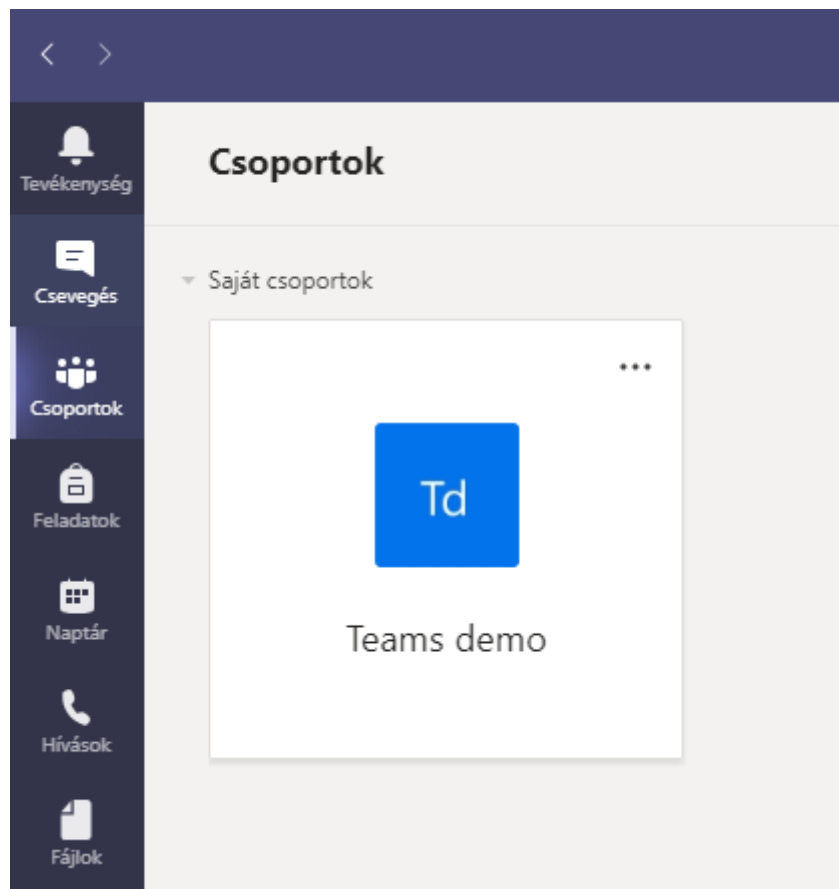 Tevékenység
Csevegés
Csoportok
Feladatok
Naptár
Hívások
Fájlok
Csoportok
Saját csoportok
Td
Teams demo